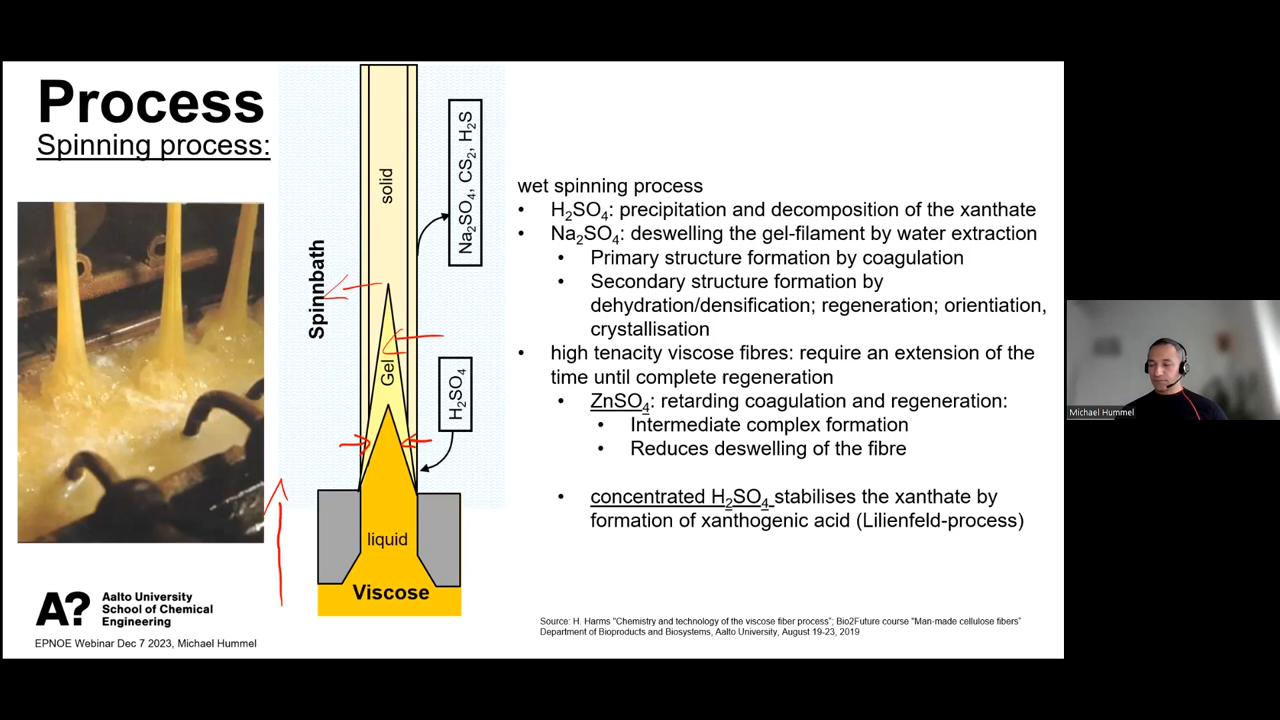 Process
Spinning process:
solid
Na₂SO₄, CS₂, H₂S
Spinnbath
Gel
H₂SO₄
liquid
Viscose
wet spinning process
• H₂SO₄: precipitation and decomposition of the xanthate
• Na₂SO₄: deswelling the gel-filament by water extraction
• Primary structure formation by coagulation
• Secondary structure formation by
dehydration/densification; regeneration; orientiation,
crystallisation
• high tenacity viscose fibres: require an extension of the
time until complete regeneration
• ZnSO₄: retarding coagulation and regeneration:
• Intermediate complex formation
• Reduces deswelling of the fibre
• concentrated H₂SO₄ stabilises the xanthate by
formation of xanthogenic acid (Lilienfeld-process)
A?
Aalto University
School of Chemical
Engineering
EPNOE Webinar Dec 7 2023, Michael Hummel
Source: H. Harms "Chemistry and technology of the viscose fiber process"; Bio2Future course "Man-made cellulose fibers"
Department of Bioproducts and Biosystems, Aalto University, August 19-23, 2019
Michael Hummel